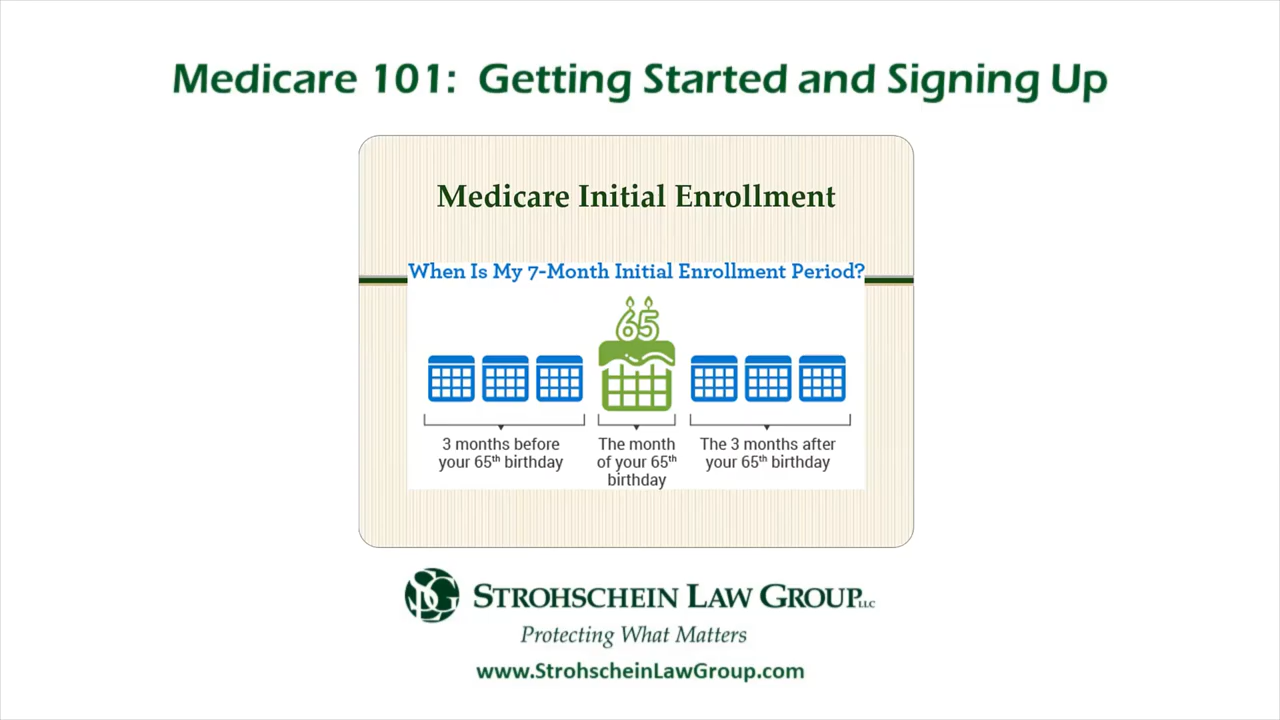 Medicare 101: Getting Started and Signing Up
Medicare Initial Enrollment
When Is My 7-Month Initial Enrollment Period?
65
3 months before
your 65th birthday
The month
of your 65th
birthday
The 3 months after
your 65th birthday
SLG
STROHSCHEIN LAW GROUP LLC
Protecting What Matters
www.StrohscheinLawGroup.com